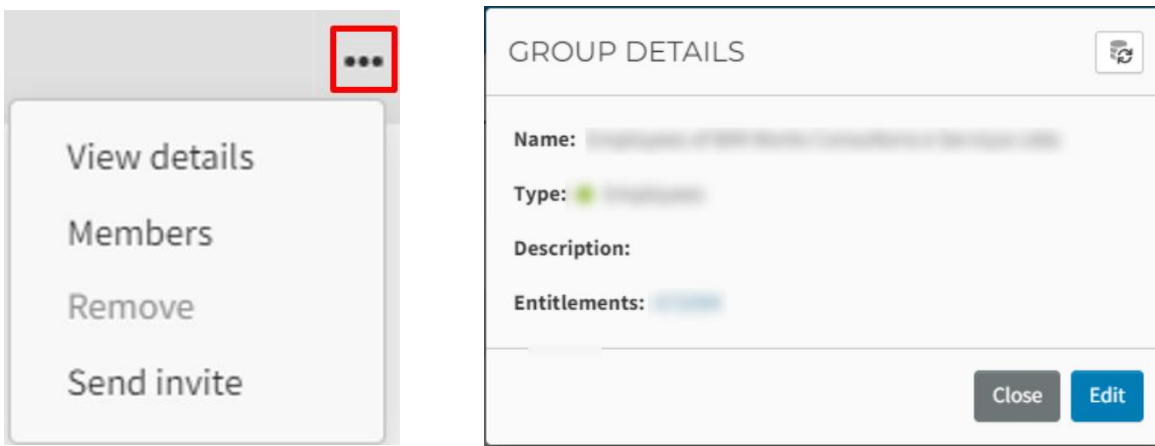 View details
Members
Remove
Send invite
GROUP DETAILS
Name:
Type:
Description:
Entitlements:
Close Edit